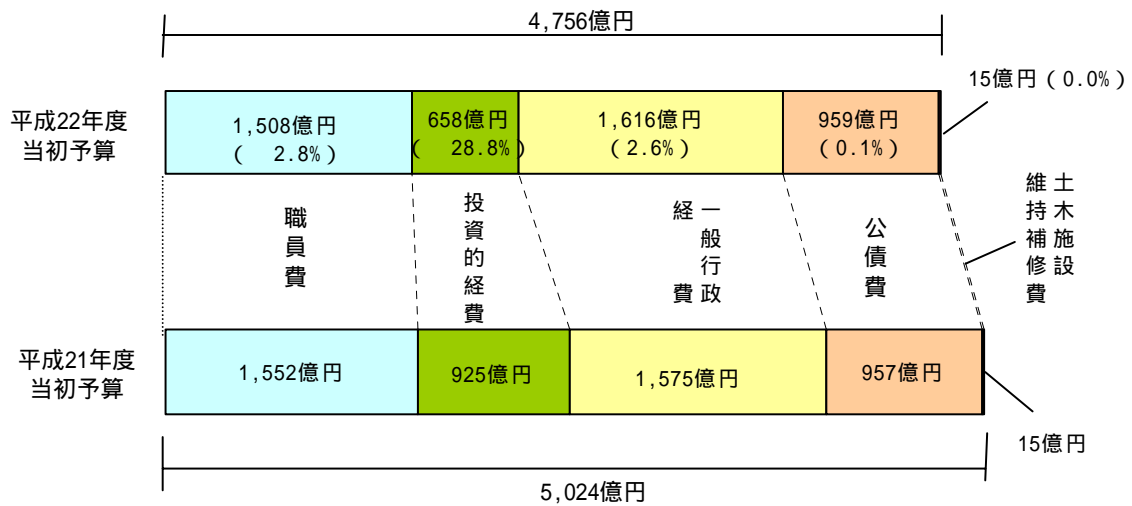 4,756億円
15億円(0.0%)
平成22年度
当初予算
1,508億円
(　2.8%)
658億円
(　28.8%)
1,616億円
(2.6%)
959億円
(0.1%)
職員費
投資的経費
一般行政
経費
公債費
土木施設
維持補修費
平成21年度
当初予算
1,552億円
925億円
1,575億円
957億円
15億円
5,024億円